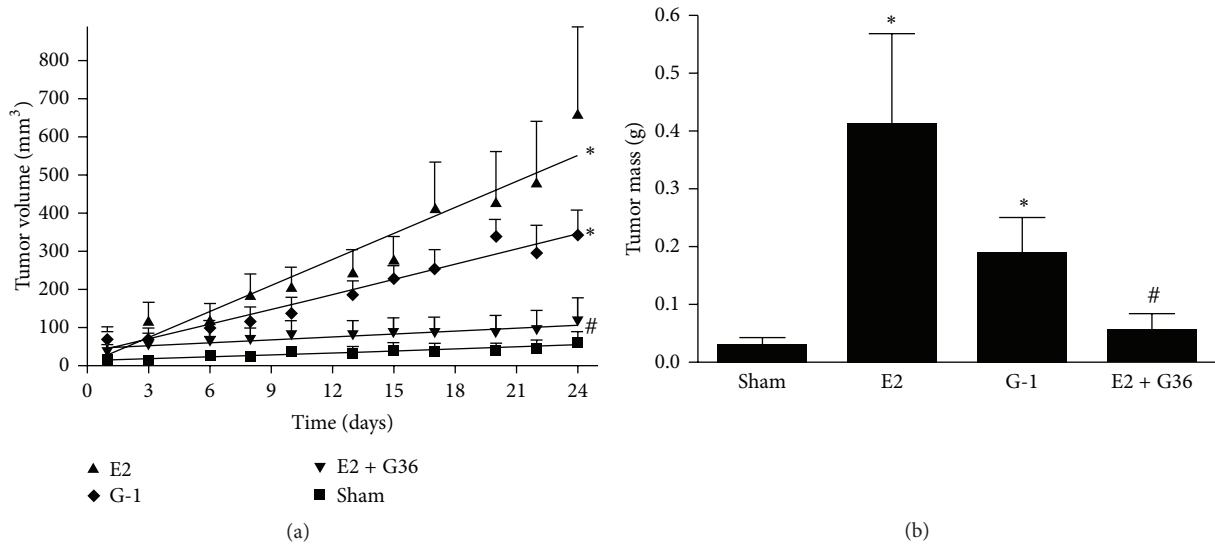 800
700
600
500
400
300
200
100
0
Tumor volume (mm³)
*
*
#
0 3 6 9 12 15 18 21 24
Time (days)
▲ E2
▼ E2 + G36
◆ G-1
■ Sham
(a)
0.6
0.5
0.4
0.3
0.2
0.1
0.0
Tumor mass (g)
*
*
#
Sham E2 G-1 E2 + G36
(b)